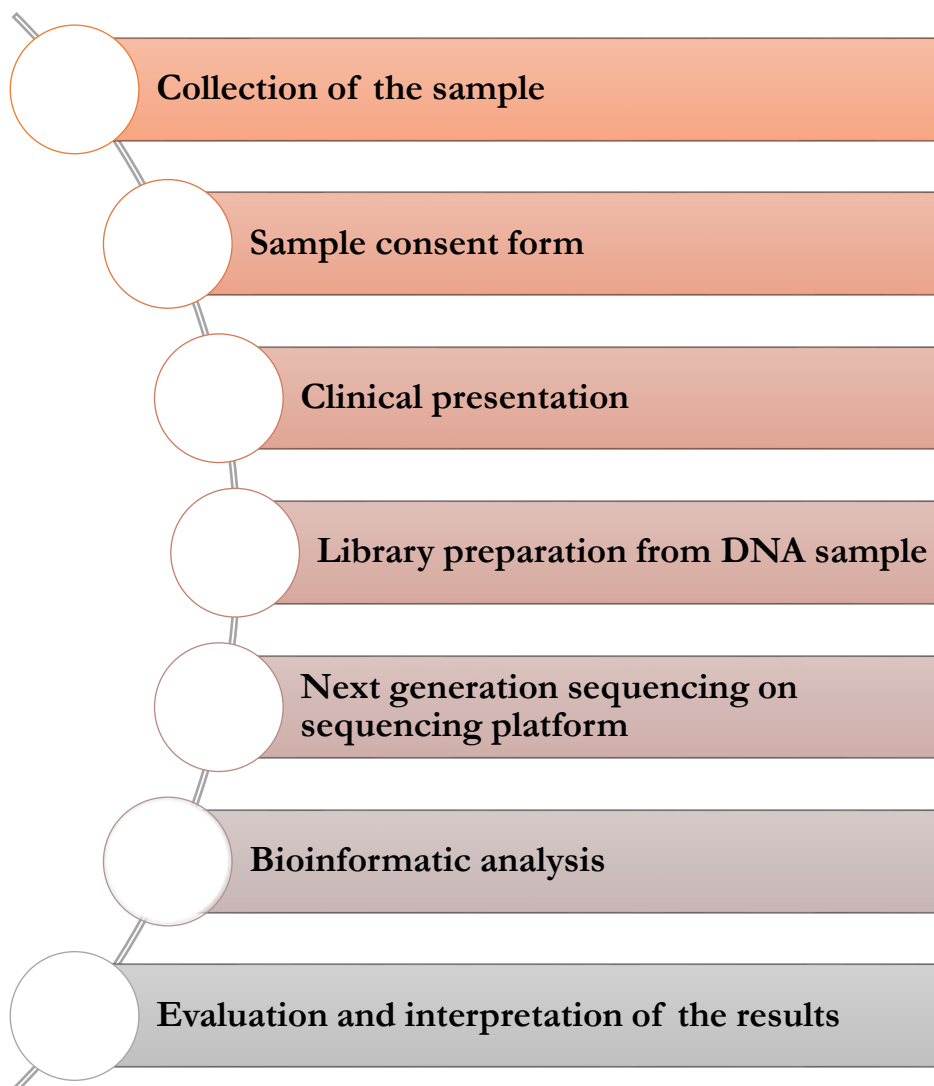 Collection of the sample
Sample consent form
Clinical presentation
Library preparation from DNA sample
Next generation sequencing on
sequencing platform
Bioinformatic analysis
Evaluation and interpretation of the results